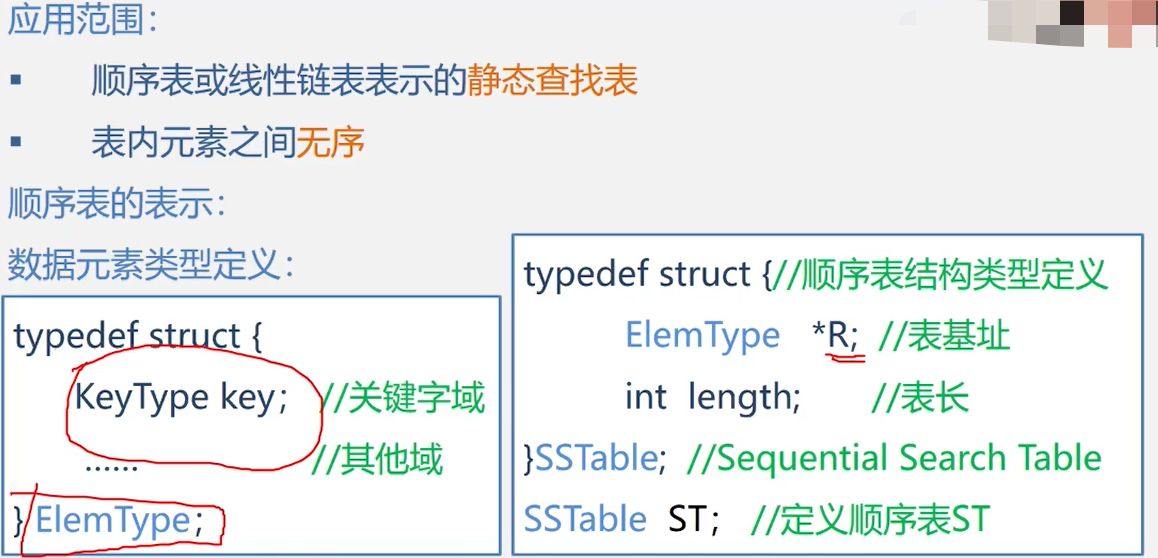 应用范围：
▪ 顺序表或线性链表表示的静态查找表
▪ 表内元素之间无序
顺序表的表示：
数据元素类型定义：
typedef struct {
KeyType key; //关键字域
...... //其他域
} ElemType;
typedef struct {//顺序表结构类型定义
ElemType *R; //表基址
int length; //表长
}SSTable; //Sequential Search Table
SSTable ST; //定义顺序表ST